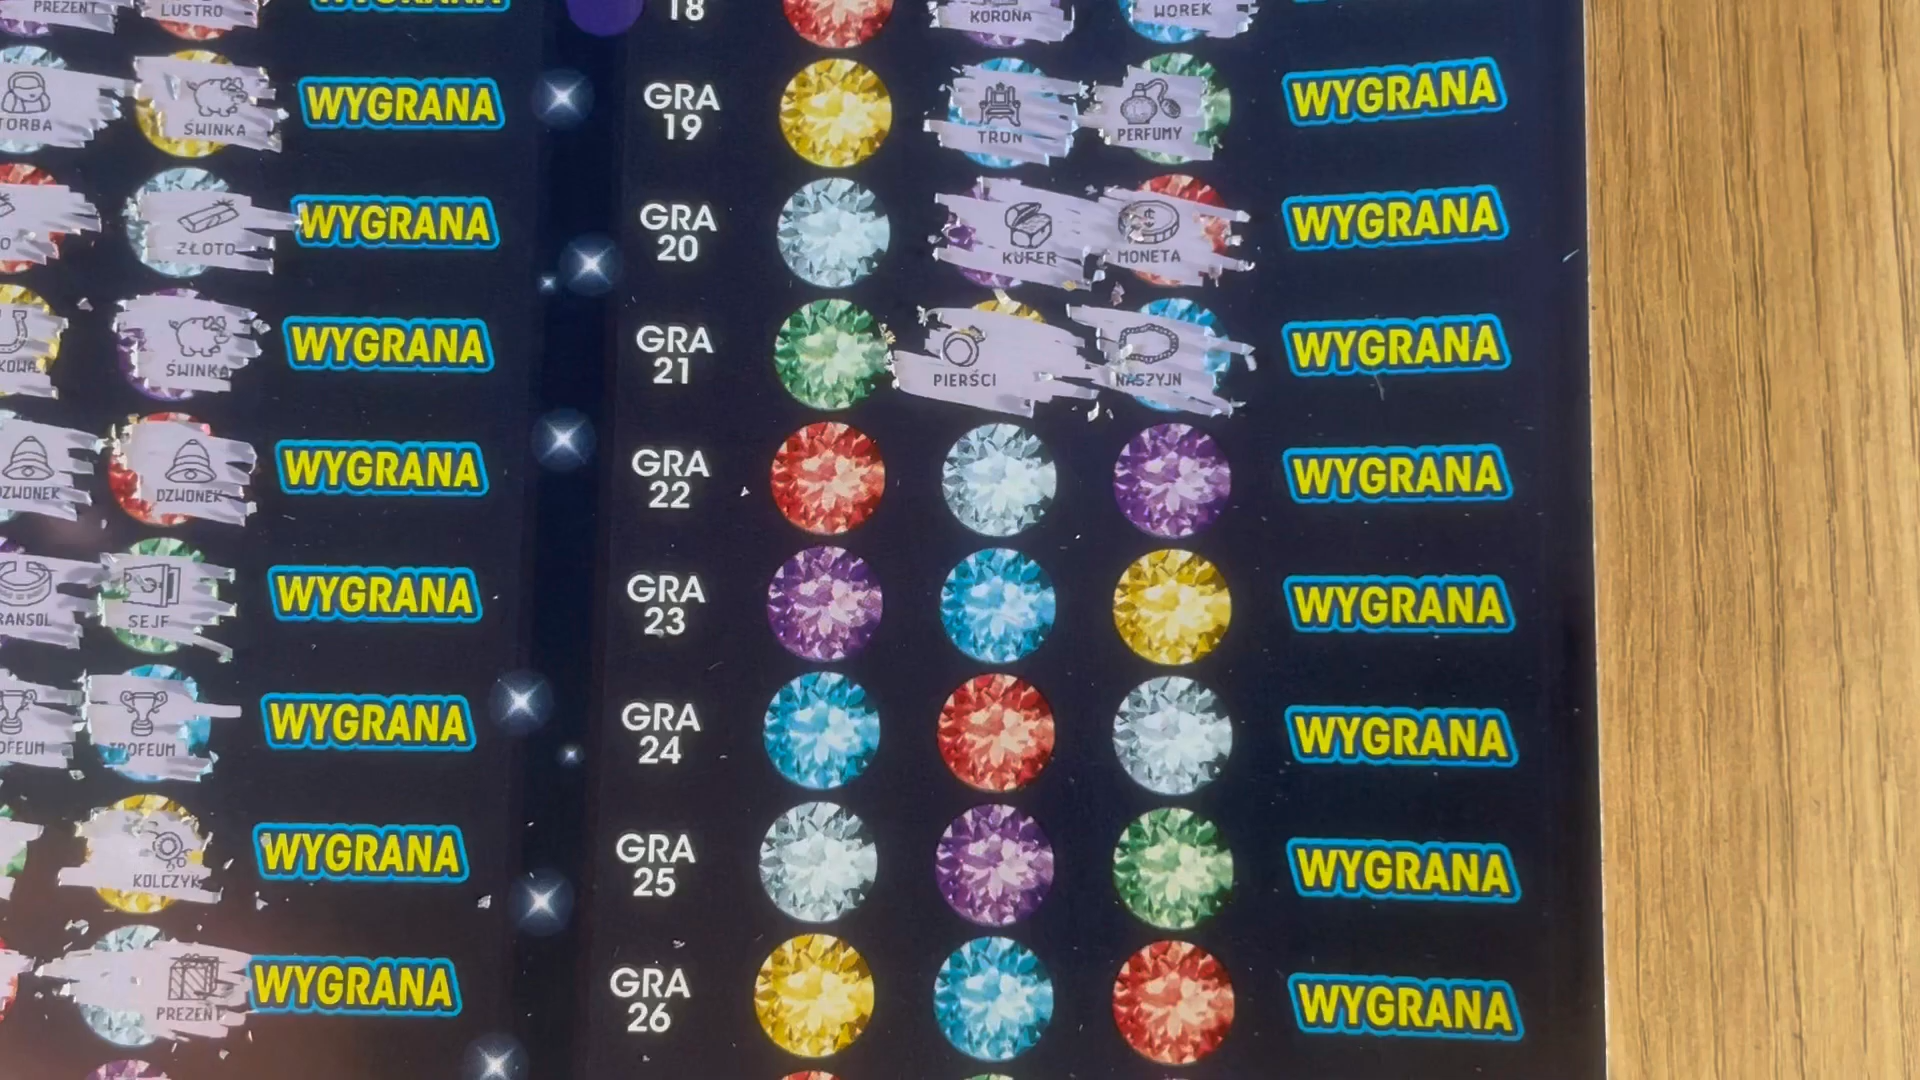 PREZENT
LUSTRO
TORBA
ŚWINKA
WYGRANA
ZŁOTO
WYGRANA
ŚWINKA
WYGRANA
DZWONEK
DZWONEK
WYGRANA
SEJF
WYGRANA
TROFEUM
WYGRANA
KOLCZYK
WYGRANA
PREZENT
WYGRANA
18
KORONA
WOREK
GRA
19
TRON
PERFUMY
WYGRANA
GRA
20
KUFER
MONETA
WYGRANA
GRA
21
PIERŚCI
NASZYJN
WYGRANA
GRA
22
WYGRANA
GRA
23
WYGRANA
GRA
24
WYGRANA
GRA
25
WYGRANA
GRA
26
WYGRANA